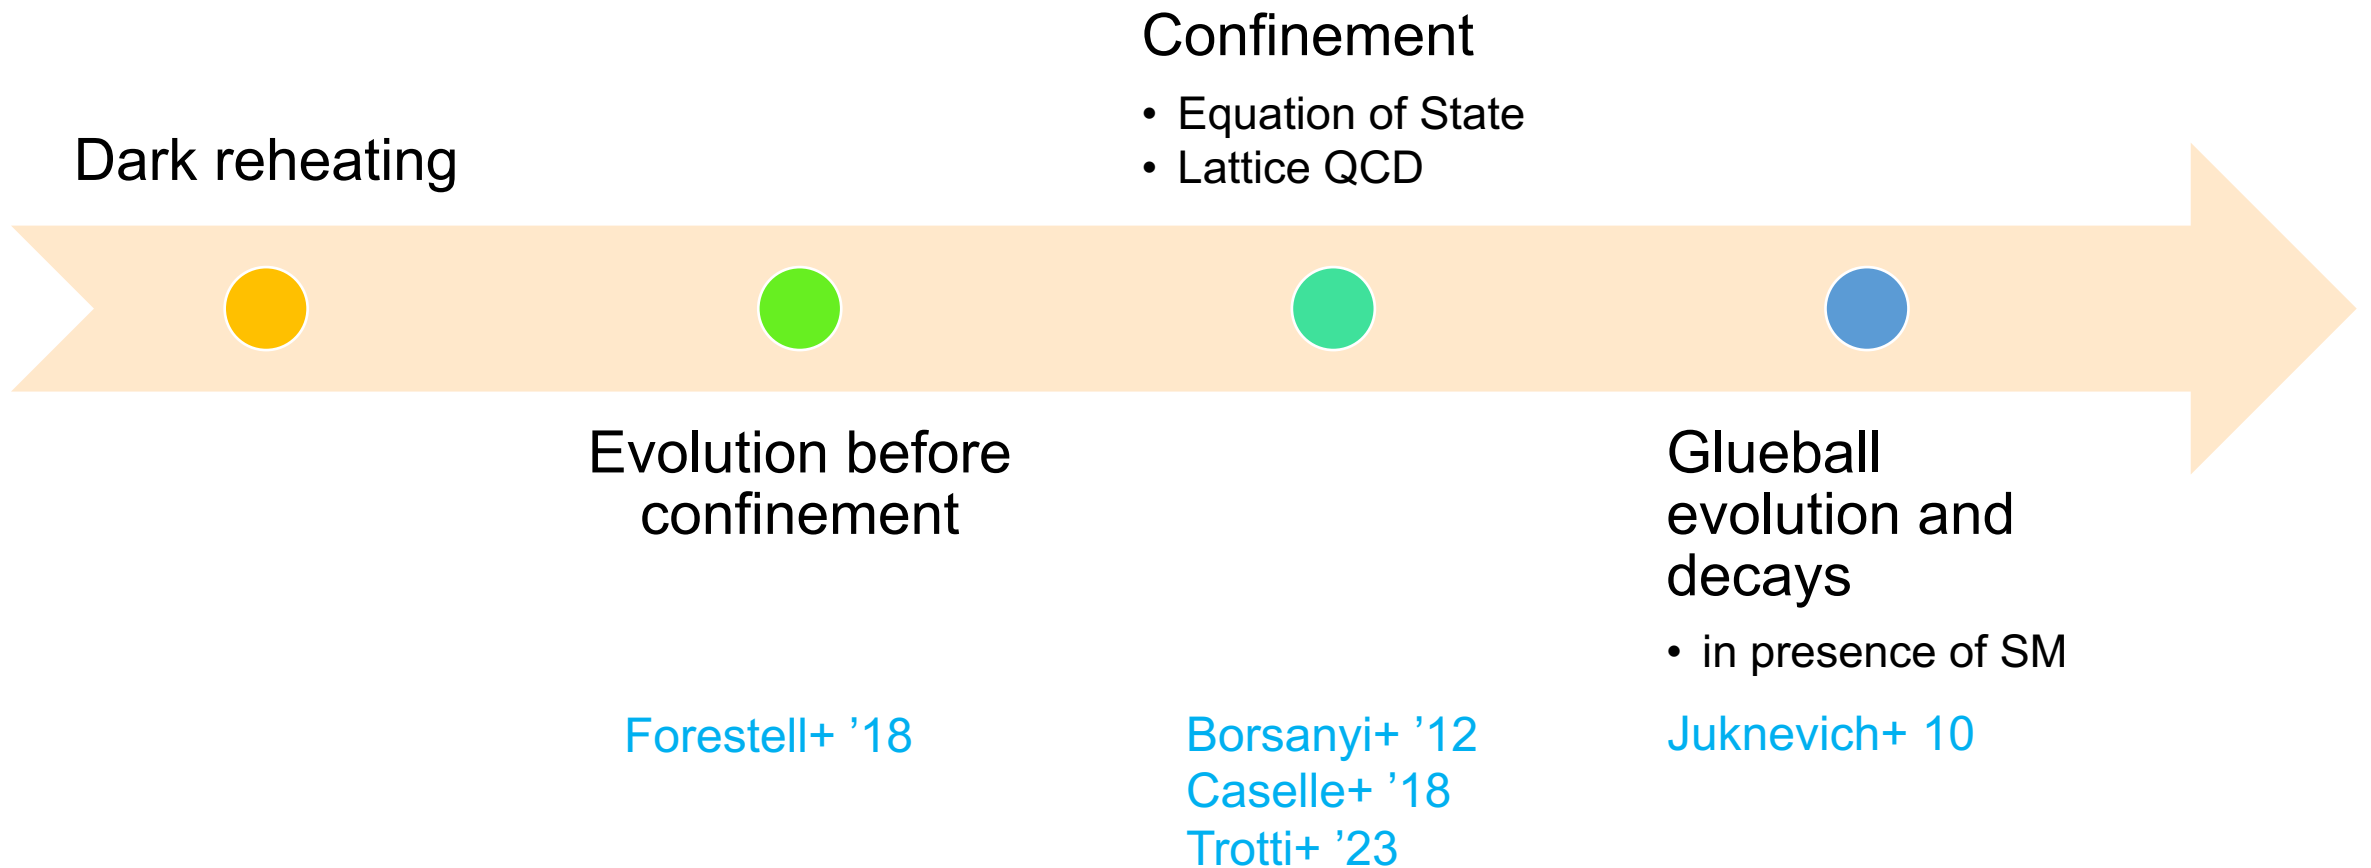 Dark reheating
Evolution before
confinement
Forestell+ ’18
Confinement
• Equation of State
• Lattice QCD
Borsanyi+ ’12
Caselle+ ’18
Trotti+ ’23
Glueball
evolution and
decays
• in presence of SM
Juknevich+ 10